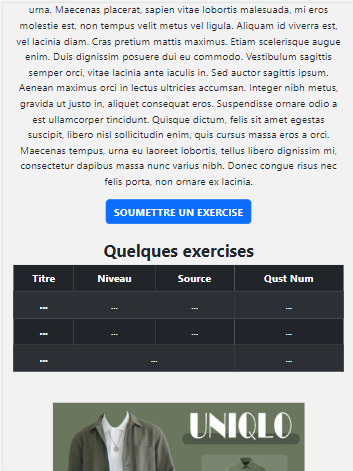 urna. Maecenas placerat, sapien vitae lobortis malesuada, mi eros
molestie est, non tempus velit metus vel ligula. Aliquam id viverra est,
vel lacinia diam. Cras pretium mattis maximus. Etiam scelerisque augue
enim. Duis dignissim posuere dui eu commodo. Vestibulum sagittis
semper orci, vitae lacinia ante iaculis in. Sed auctor sagittis ipsum.
Aenean maximus orci in lectus ultricies accumsan. Integer nibh metus,
gravida ut justo in, aliquet consequat eros. Suspendisse ornare odio a
est ullamcorper tincidunt. Quisque dictum, felis sit amet egestas
suscipit, libero nisl sollicitudin enim, quis cursus massa eros a orci.
Maecenas tempus, urna eu laoreet lobortis, tellus libero dignissim mi,
consectetur dapibus massa nunc varius nibh. Donec congue risus nec
felis porta, non ornare ex lacinia.
SOUMETTRE UN EXERCISE
Quelques exercises
Titre Niveau Source Qust Num
... ... ... ...
... ... ... ...
... ... ...
UNIQLO